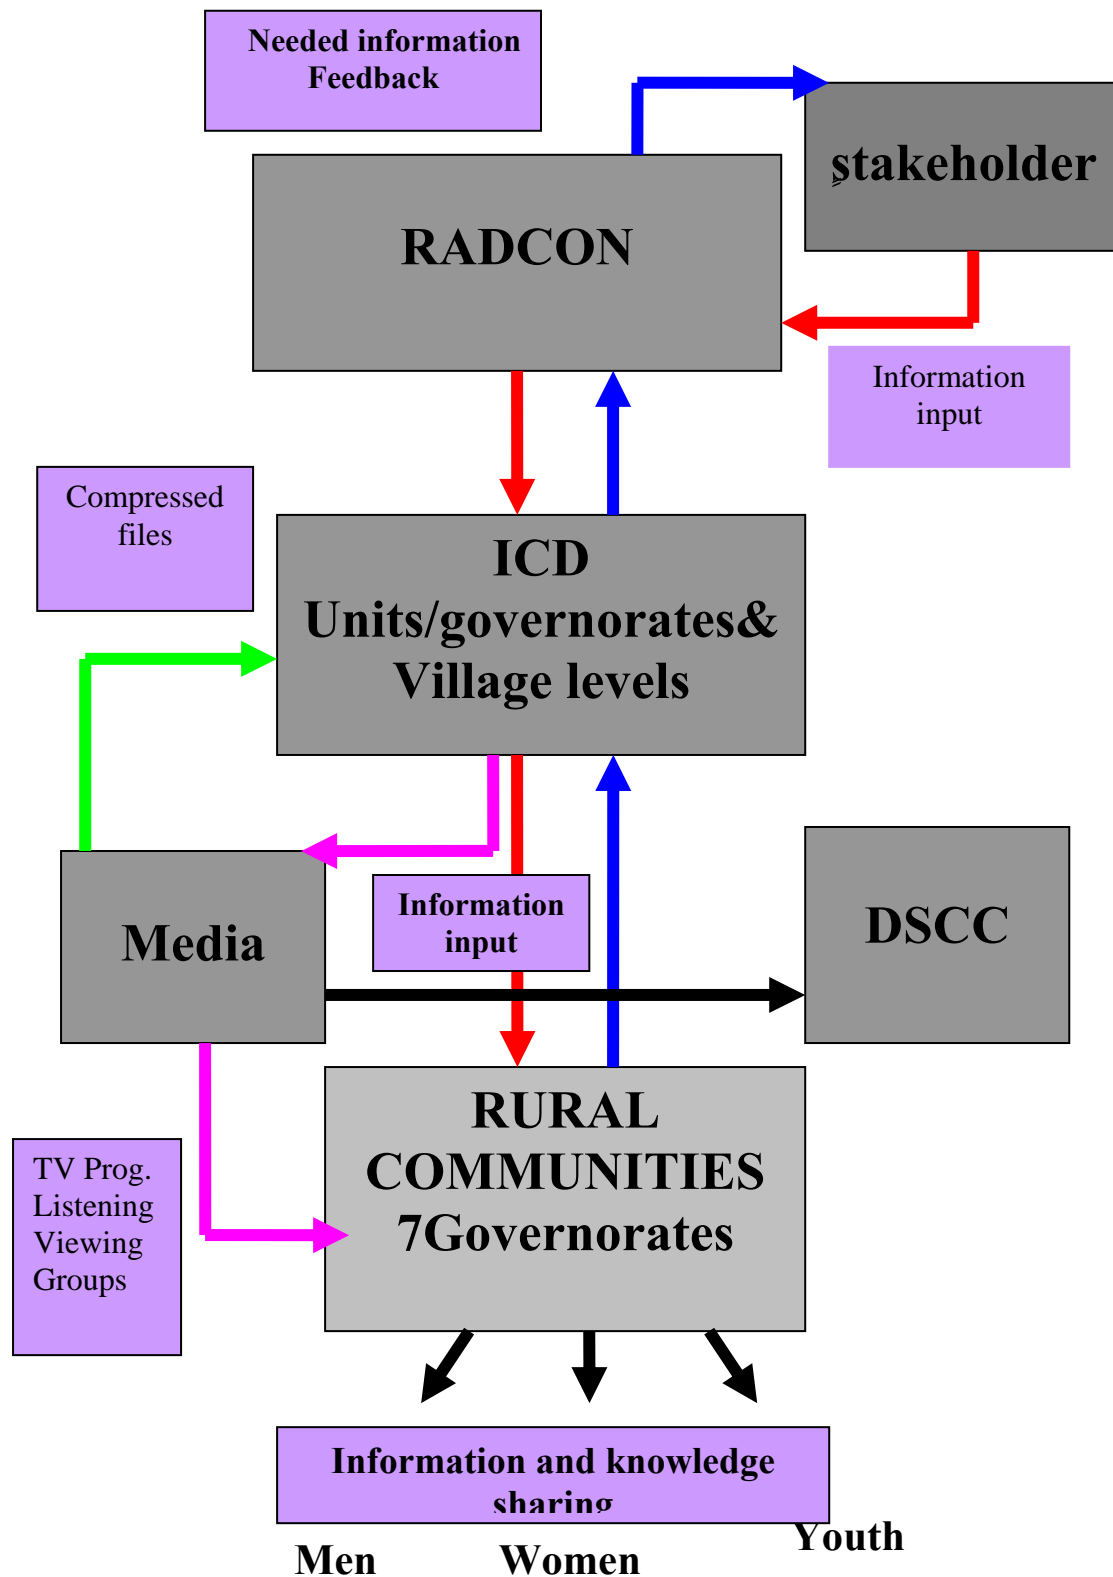 Needed information
Feedback
stakeholder
RADCON
Information
input
Compressed
files
ICD
Units/governorates&
Village levels
Media
Information
input
DSCC
RURAL
COMMUNITIES
7Governorates
TV Prog.
Listening
Viewing
Groups
Information and knowledge
sharing
Men
Women
Youth